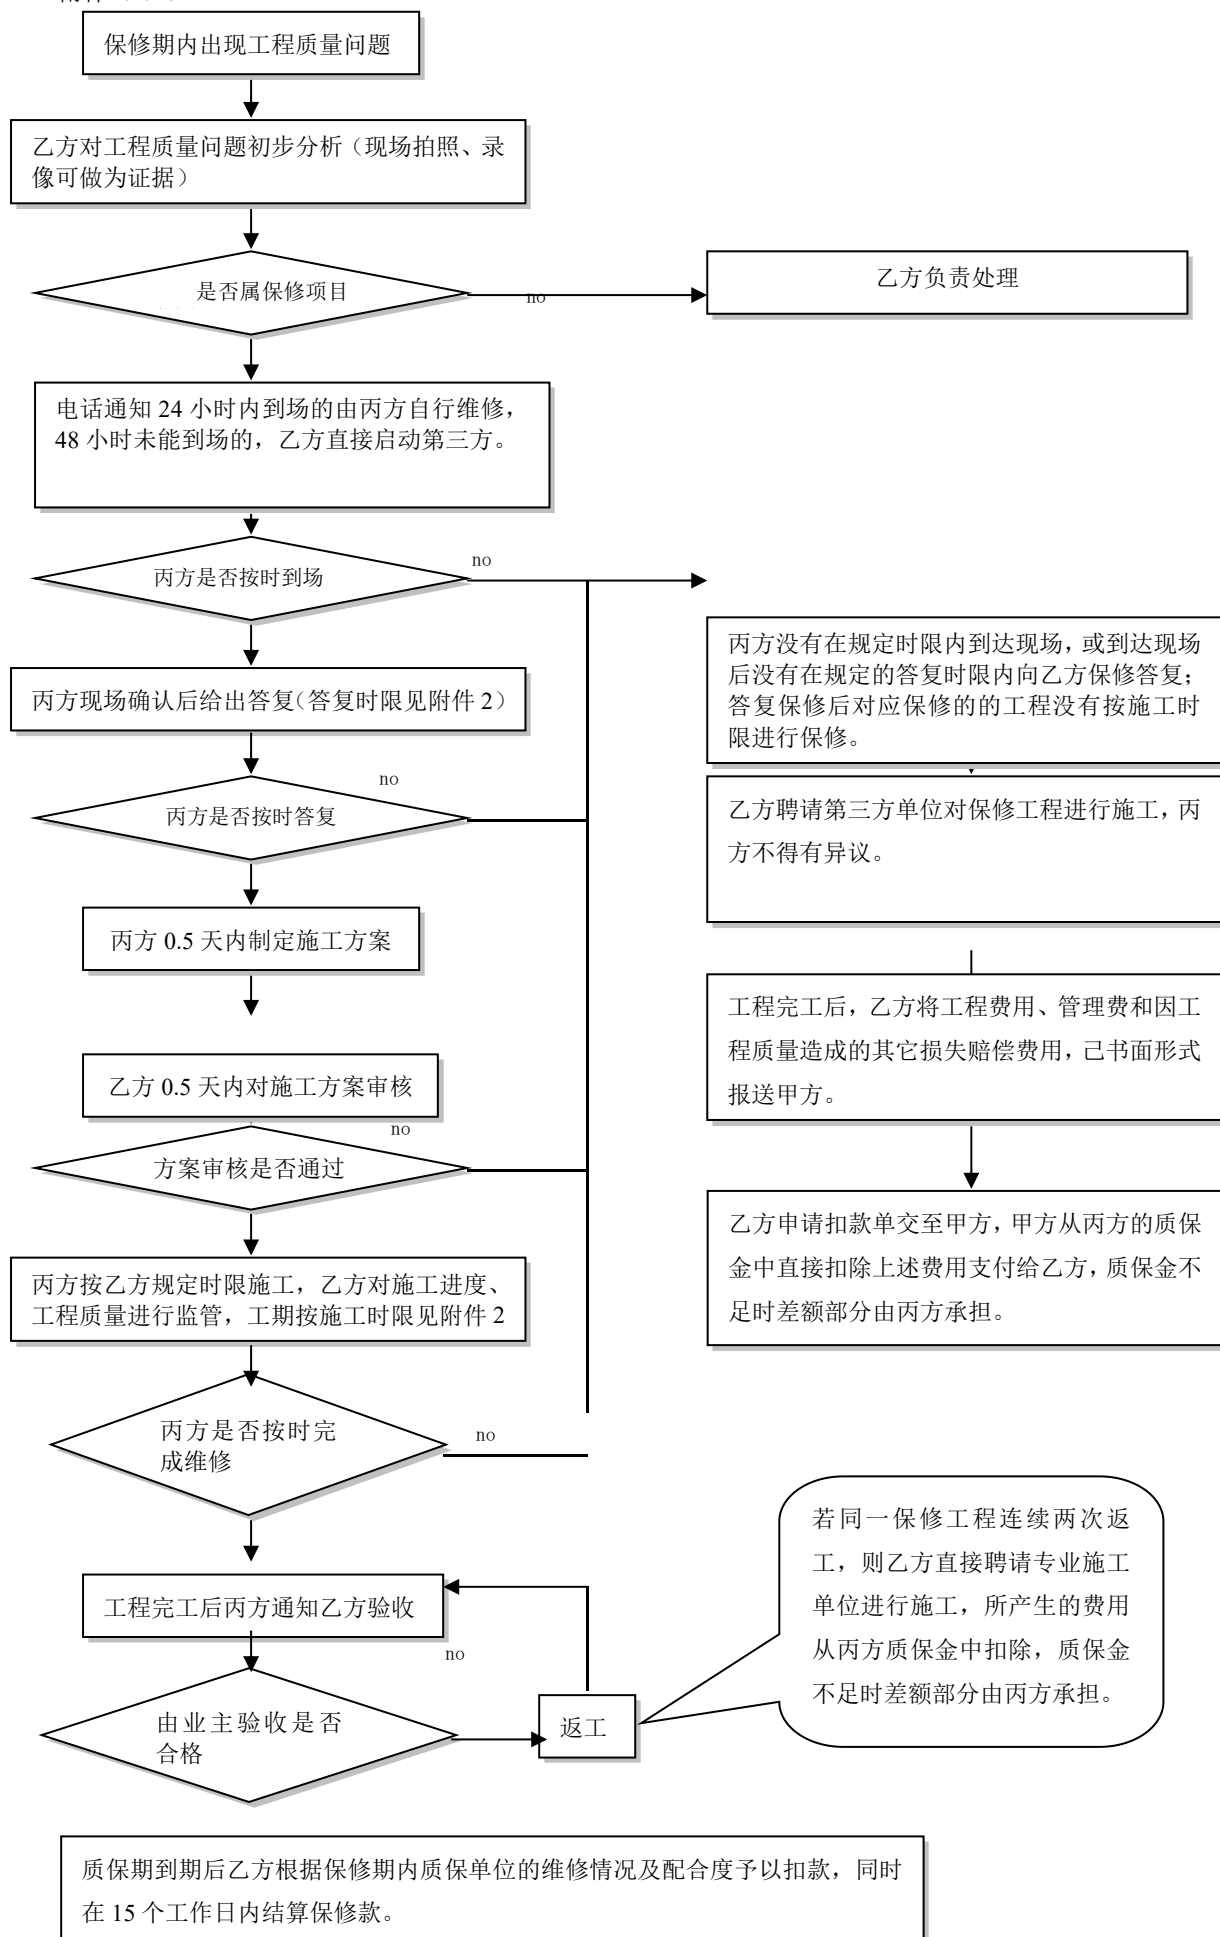 保修期内出现工程质量问题
乙方对工程质量问题初步分析（现场拍照、录
像可做为证据）
是否属保修项目
no
乙方负责处理
电话通知 24 小时内到场的由丙方自行维修，
48 小时未能到场的，乙方直接启动第三方。
丙方是否按时到场
no
丙方没有在规定时限内到达现场，或到达现场
后没有在规定的答复时限内向乙方保修答复；
答复保修后对应保修的的工程没有按施工时
限进行保修。
丙方现场确认后给出答复（答复时限见附件 2）
no
丙方是否按时答复
乙方聘请第三方单位对保修工程进行施工，丙
方不得有异议。
丙方 0.5 天内制定施工方案
工程完工后，乙方将工程费用、管理费和因工
程质量造成的其它损失赔偿费用，己书面形式
报送甲方。
乙方 0.5 天内对施工方案审核
no
方案审核是否通过
乙方申请扣款单交至甲方，甲方从丙方的质保
金中直接扣除上述费用支付给乙方，质保金不
足时差额部分由丙方承担。
丙方按乙方规定时限施工，乙方对施工进度、
工程质量进行监管，工期按施工时限见附件 2
丙方是否按时完
成维修
no
若同一保修工程连续两次返
工，则乙方直接聘请专业施工
单位进行施工，所产生的费用
从丙方质保金中扣除，质保金
不足时差额部分由丙方承担。
工程完工后丙方通知乙方验收
no
由业主验收是否
合格
返工
质保期到期后乙方根据保修期内质保单位的维修情况及配合度予以扣款，同时
在 15 个工作日内结算保修款。